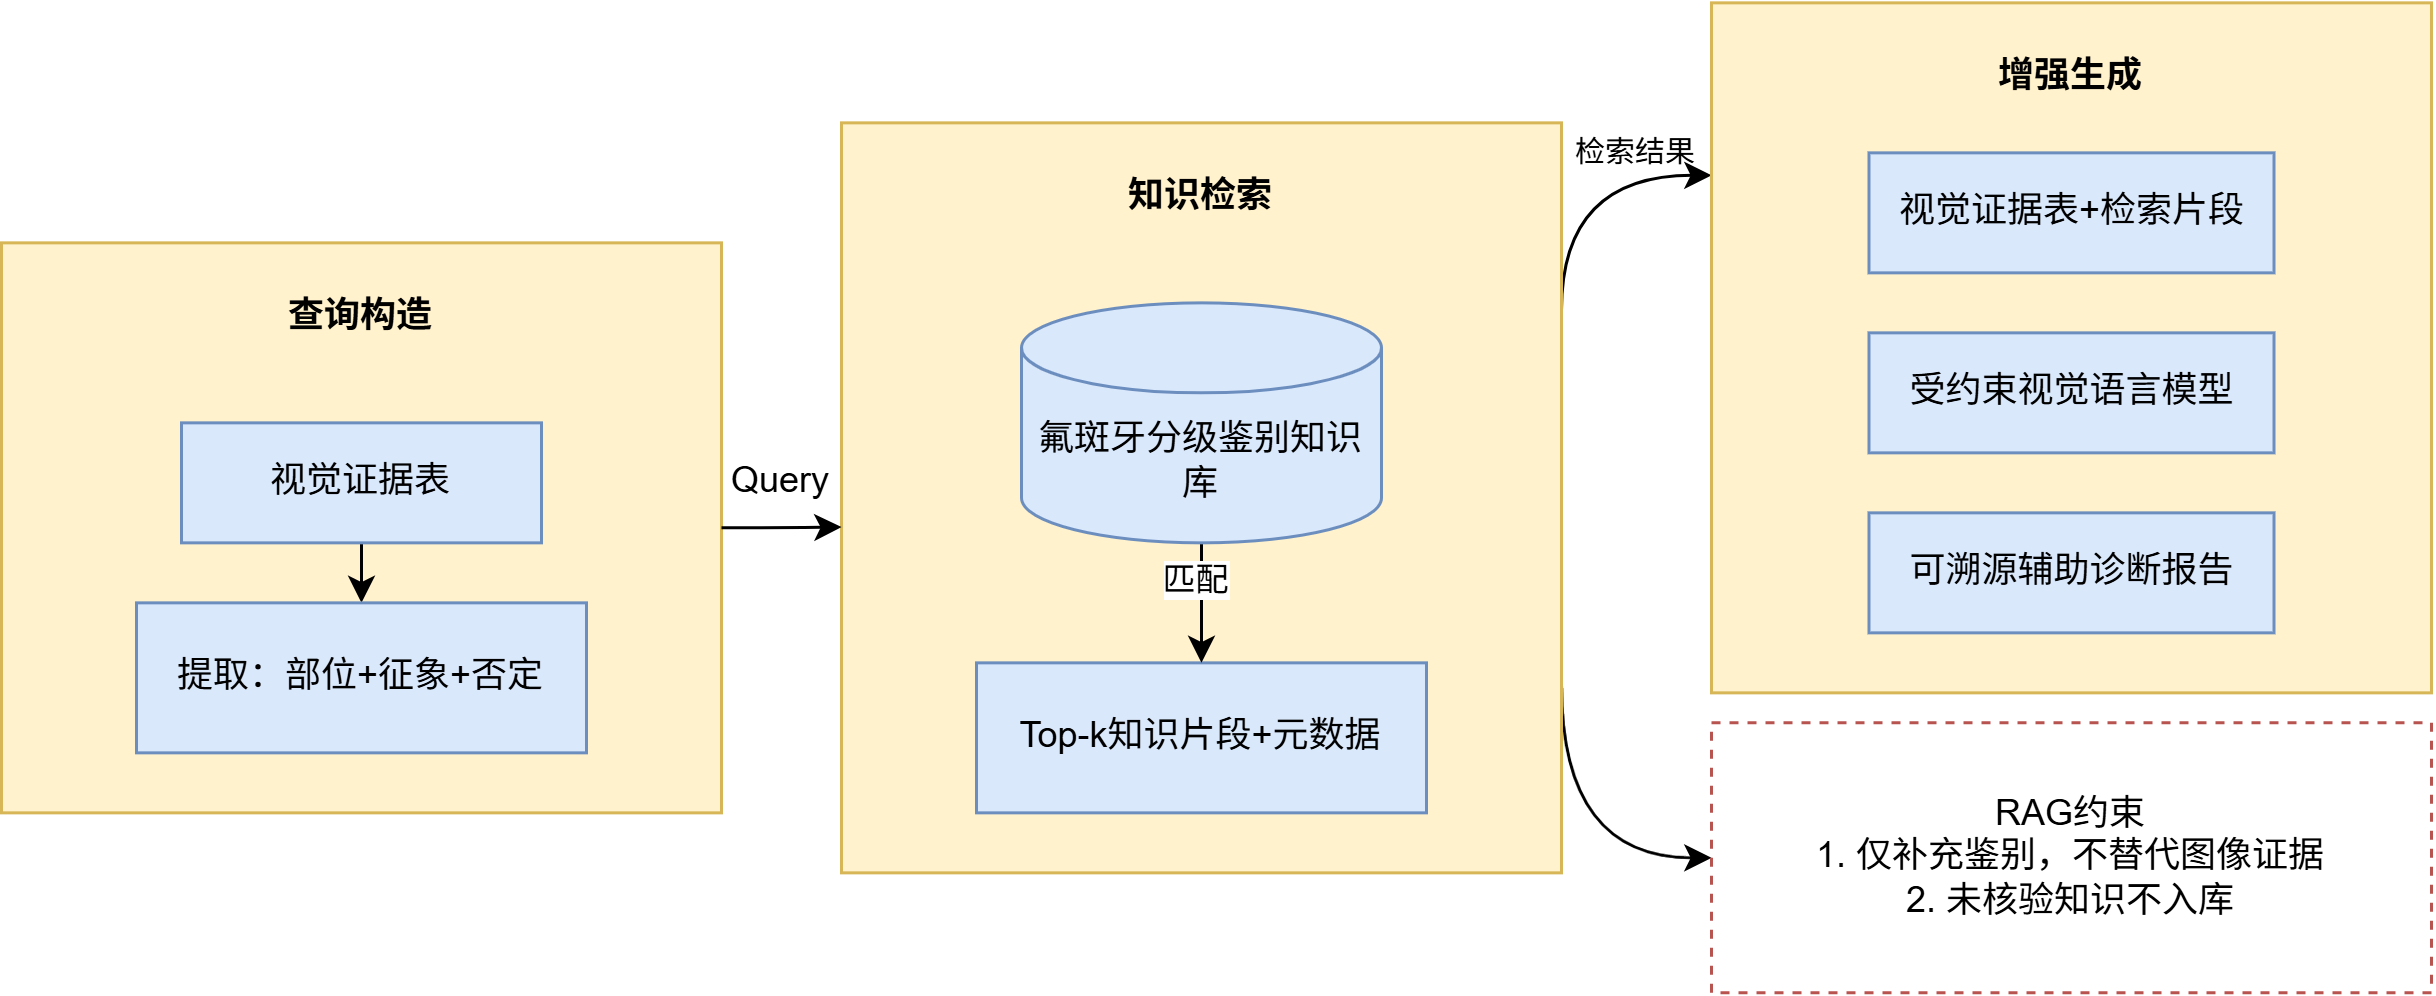 查询构造
视觉证据表
提取：部位+征象+否定
Query
知识检索
氟斑牙分级鉴别知识
库
匹配
Top-k知识片段+元数据
检索结果
增强生成
视觉证据表+检索片段
受约束视觉语言模型
可溯源辅助诊断报告
RAG约束
1. 仅补充鉴别，不替代图像证据
2. 未核验知识不入库